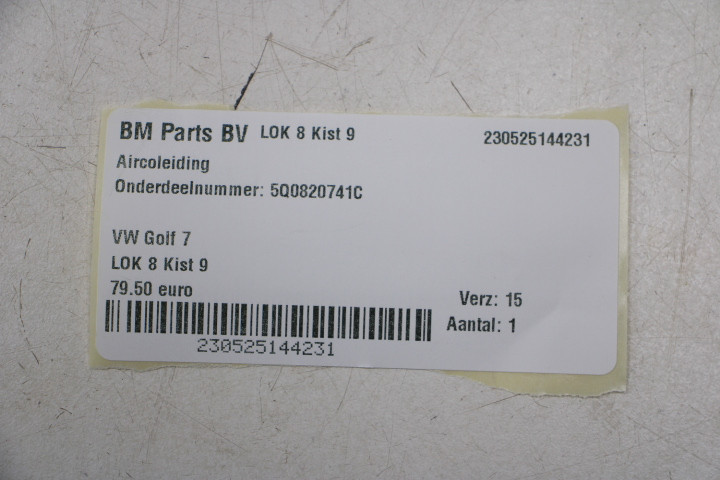 BM Parts BV LOK 8 Kist 9 230525144231
Aircoleiding
Onderdeelnummer: 5Q0820741C
VW Golf 7
LOK 8 Kist 9
79.50 euro
Verz: 15
Aantal: 1
230525144231